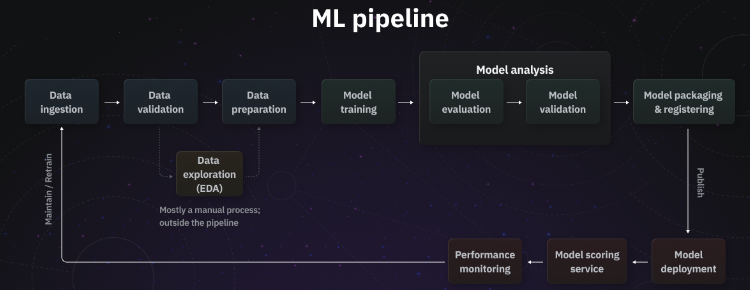 ML pipeline
Model analysis
Data
ingestion
Data
validation
Data
preparation
Model
training
Model
evaluation
Model
validation
Model packaging
& registering
Data
exploration
(EDA)
Mostly a manual process;
outside the pipeline
Maintain / Retrain
Publish
Performance
monitoring
Model scoring
service
Model
deployment